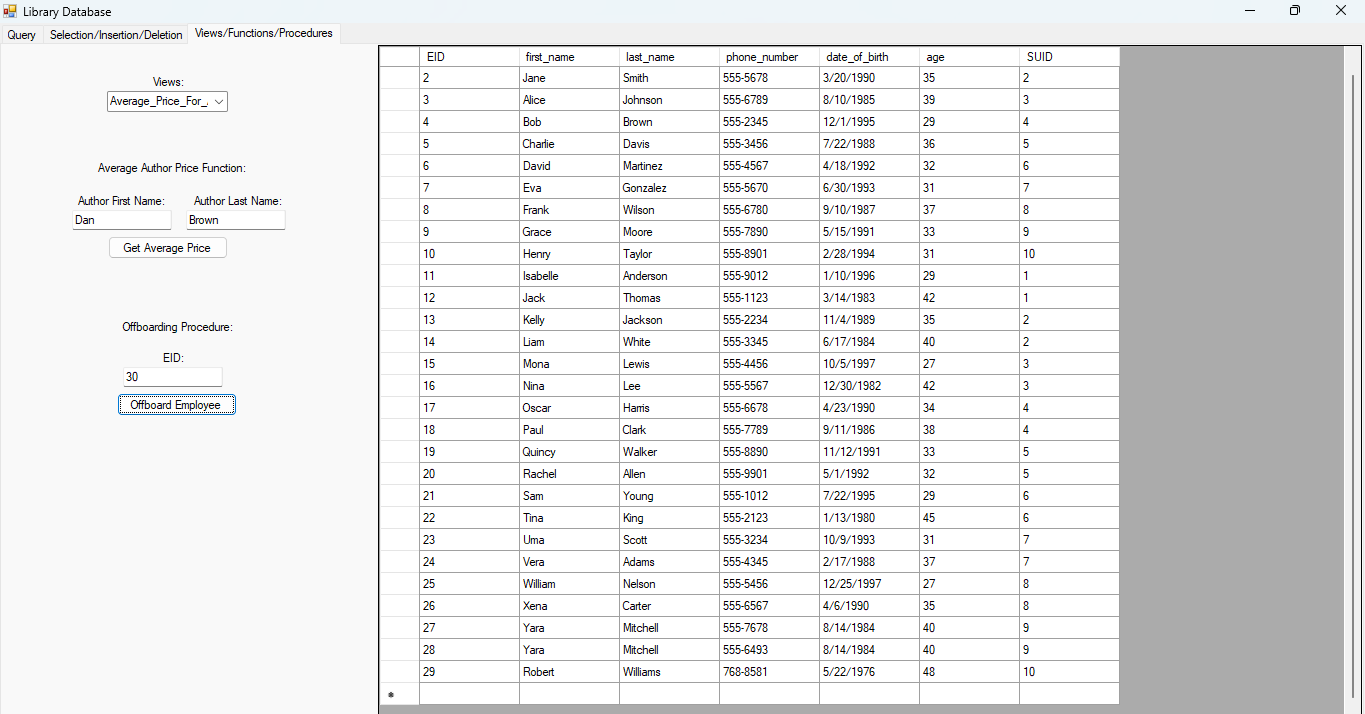 Library Database
Query Selection/Insertion/Deletion Views/Functions/Procedures
Views:
Average_Price_For_
Average Author Price Function:
Author First Name: Author Last Name:
Dan Brown
Get Average Price
Offboarding Procedure:
EID:
30
Offboard Employee
EID first_name last_name phone_number date_of_birth age SUID
2 Jane Smith 555-5678 3/20/1990 35 2
3 Alice Johnson 555-6789 8/10/1985 39 3
4 Bob Brown 555-2345 12/1/1995 29 4
5 Charlie Davis 555-3456 7/22/1988 36 5
6 David Martinez 555-4567 4/18/1992 32 6
7 Eva Gonzalez 555-5670 6/30/1993 31 7
8 Frank Wilson 555-6780 9/10/1987 37 8
9 Grace Moore 555-7890 5/15/1991 33 9
10 Henry Taylor 555-8901 2/28/1994 31 10
11 Isabelle Anderson 555-9012 1/10/1996 29 1
12 Jack Thomas 555-1123 3/14/1983 42 1
13 Kelly Jackson 555-2234 11/4/1989 35 2
14 Liam White 555-3345 6/17/1984 40 2
15 Mona Lewis 555-4456 10/5/1997 27 3
16 Nina Lee 555-5567 12/30/1982 42 3
17 Oscar Harris 555-6678 4/23/1990 34 4
18 Paul Clark 555-7789 9/11/1986 38 4
19 Quincy Walker 555-8890 11/12/1991 33 5
20 Rachel Allen 555-9901 5/1/1992 32 5
21 Sam Young 555-1012 7/22/1995 29 6
22 Tina King 555-2123 1/13/1980 45 6
23 Uma Scott 555-3234 10/9/1993 31 7
24 Vera Adams 555-4345 2/17/1988 37 7
25 William Nelson 555-5456 12/25/1997 27 8
26 Xena Carter 555-6567 4/6/1990 35 8
27 Yara Mitchell 555-7678 8/14/1984 40 9
28 Yara Mitchell 555-6493 8/14/1984 40 9
29 Robert Williams 768-8581 5/22/1976 48 10